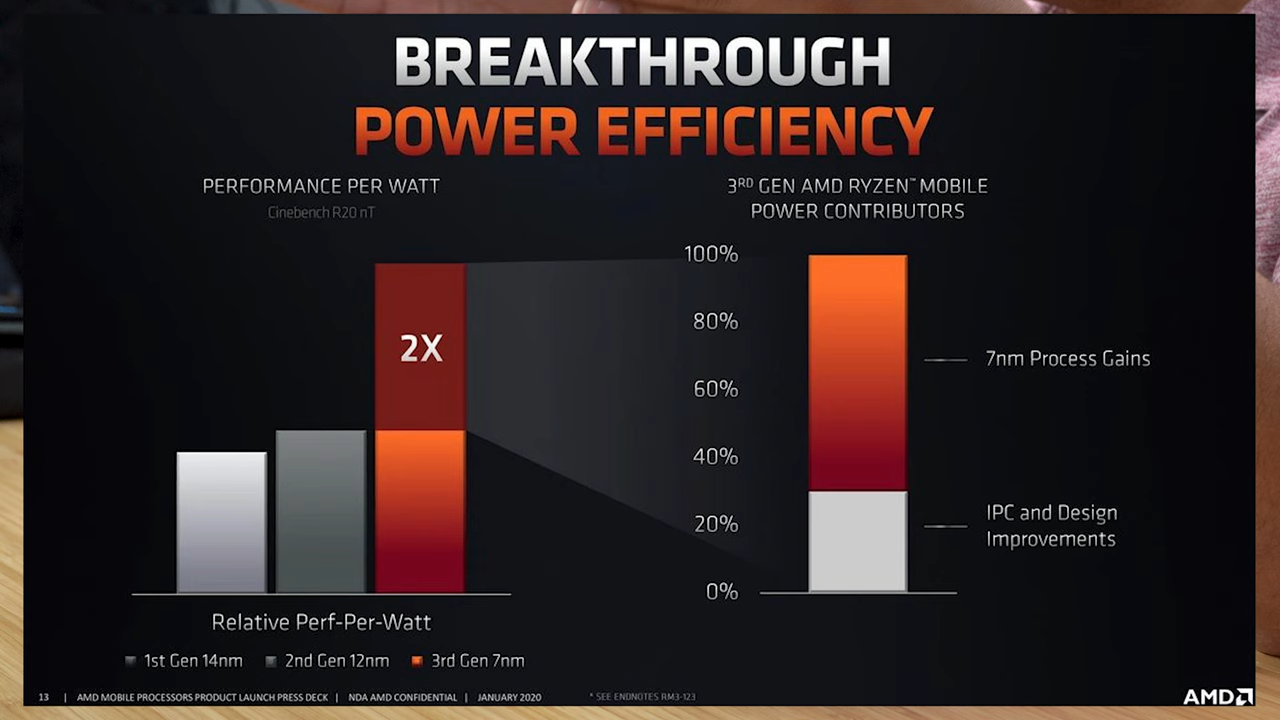 BREAKTHROUGH
POWER EFFICIENCY
PERFORMANCE PER WATT
Cinebench R20 nT
2X
Relative Perf-Per-Watt
1st Gen 14nm 2nd Gen 12nm 3rd Gen 7nm
3RD GEN AMD RYZEN™ MOBILE
POWER CONTRIBUTORS
100%
80%
60%
40%
20%
0%
7nm Process Gains
IPC and Design
Improvements
13 | AMD MOBILE PROCESSORS PRODUCT LAUNCH PRESS DECK | NDA AMD CONFIDENTIAL | JANUARY 2020 * SEE ENDNOTES RM3-123
AMD